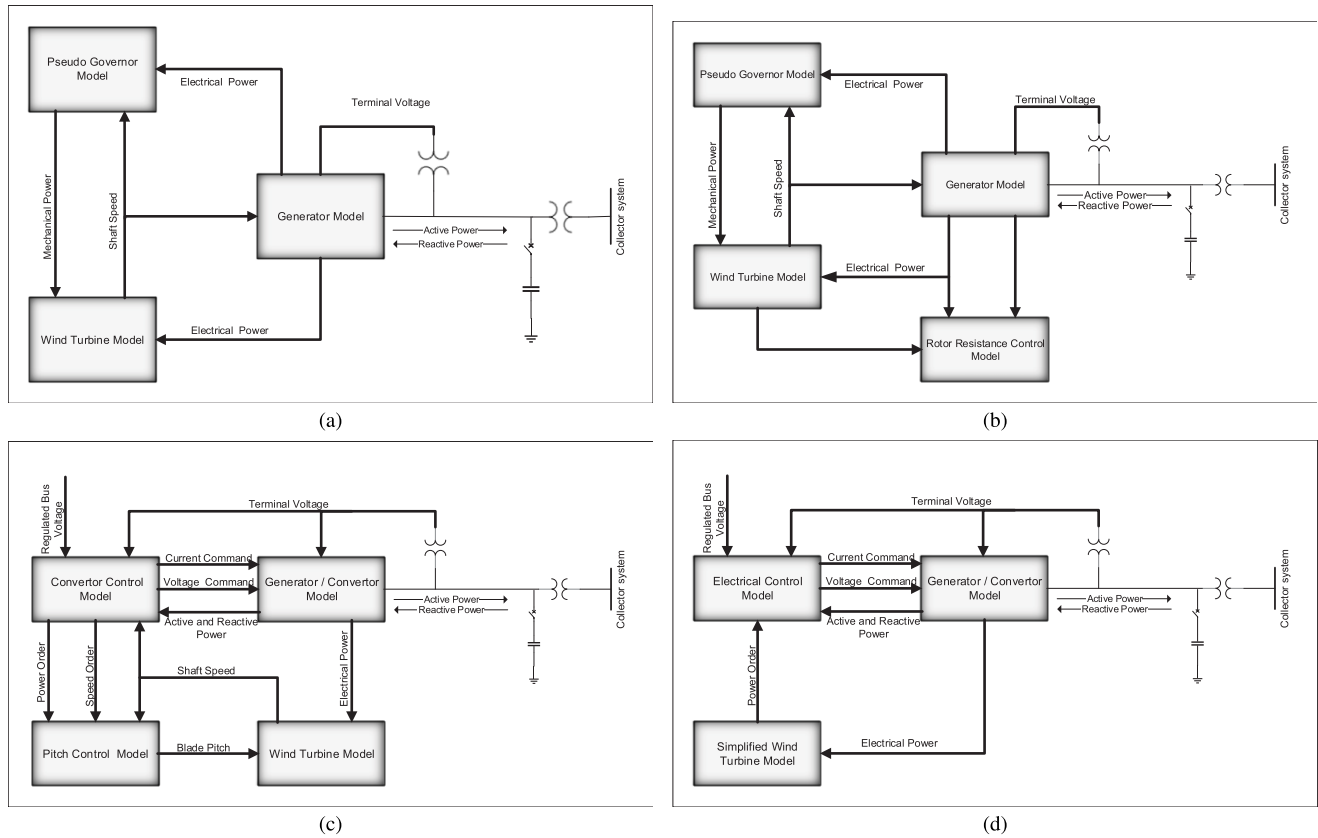 Pseudo Governor
Model
Electrical Power
Terminal Voltage
Mechanical Power
Shaft Speed
Generator Model
Active Power
Reactive Power
Collector system
Wind Turbine Model
Electrical Power
(a)
Pseudo Governor Model
Electrical Power
Terminal Voltage
Mechanical Power
Shaft Speed
Generator Model
Active Power
Reactive Power
Collector system
Wind Turbine Model
Electrical Power
Rotor Resistance Control
Model
(b)
Regulated Bus
Voltage
Terminal Voltage
Convertor Control
Model
Current Command
Voltage Command
Active and Reactive
Power
Generator / Convertor
Model
Active Power
Reactive Power
Collector system
Power Order
Speed Order
Shaft Speed
Electrical Power
Pitch Control Model
Blade Pitch
Wind Turbine Model
(c)
Regulated Bus
Voltage
Terminal Voltage
Electrical Control
Model
Current Command
Voltage Command
Active and Reactive
Power
Generator / Convertor
Model
Active Power
Reactive Power
Collector system
Power Order
Simplified Wind
Turbine Model
Electrical Power
(d)